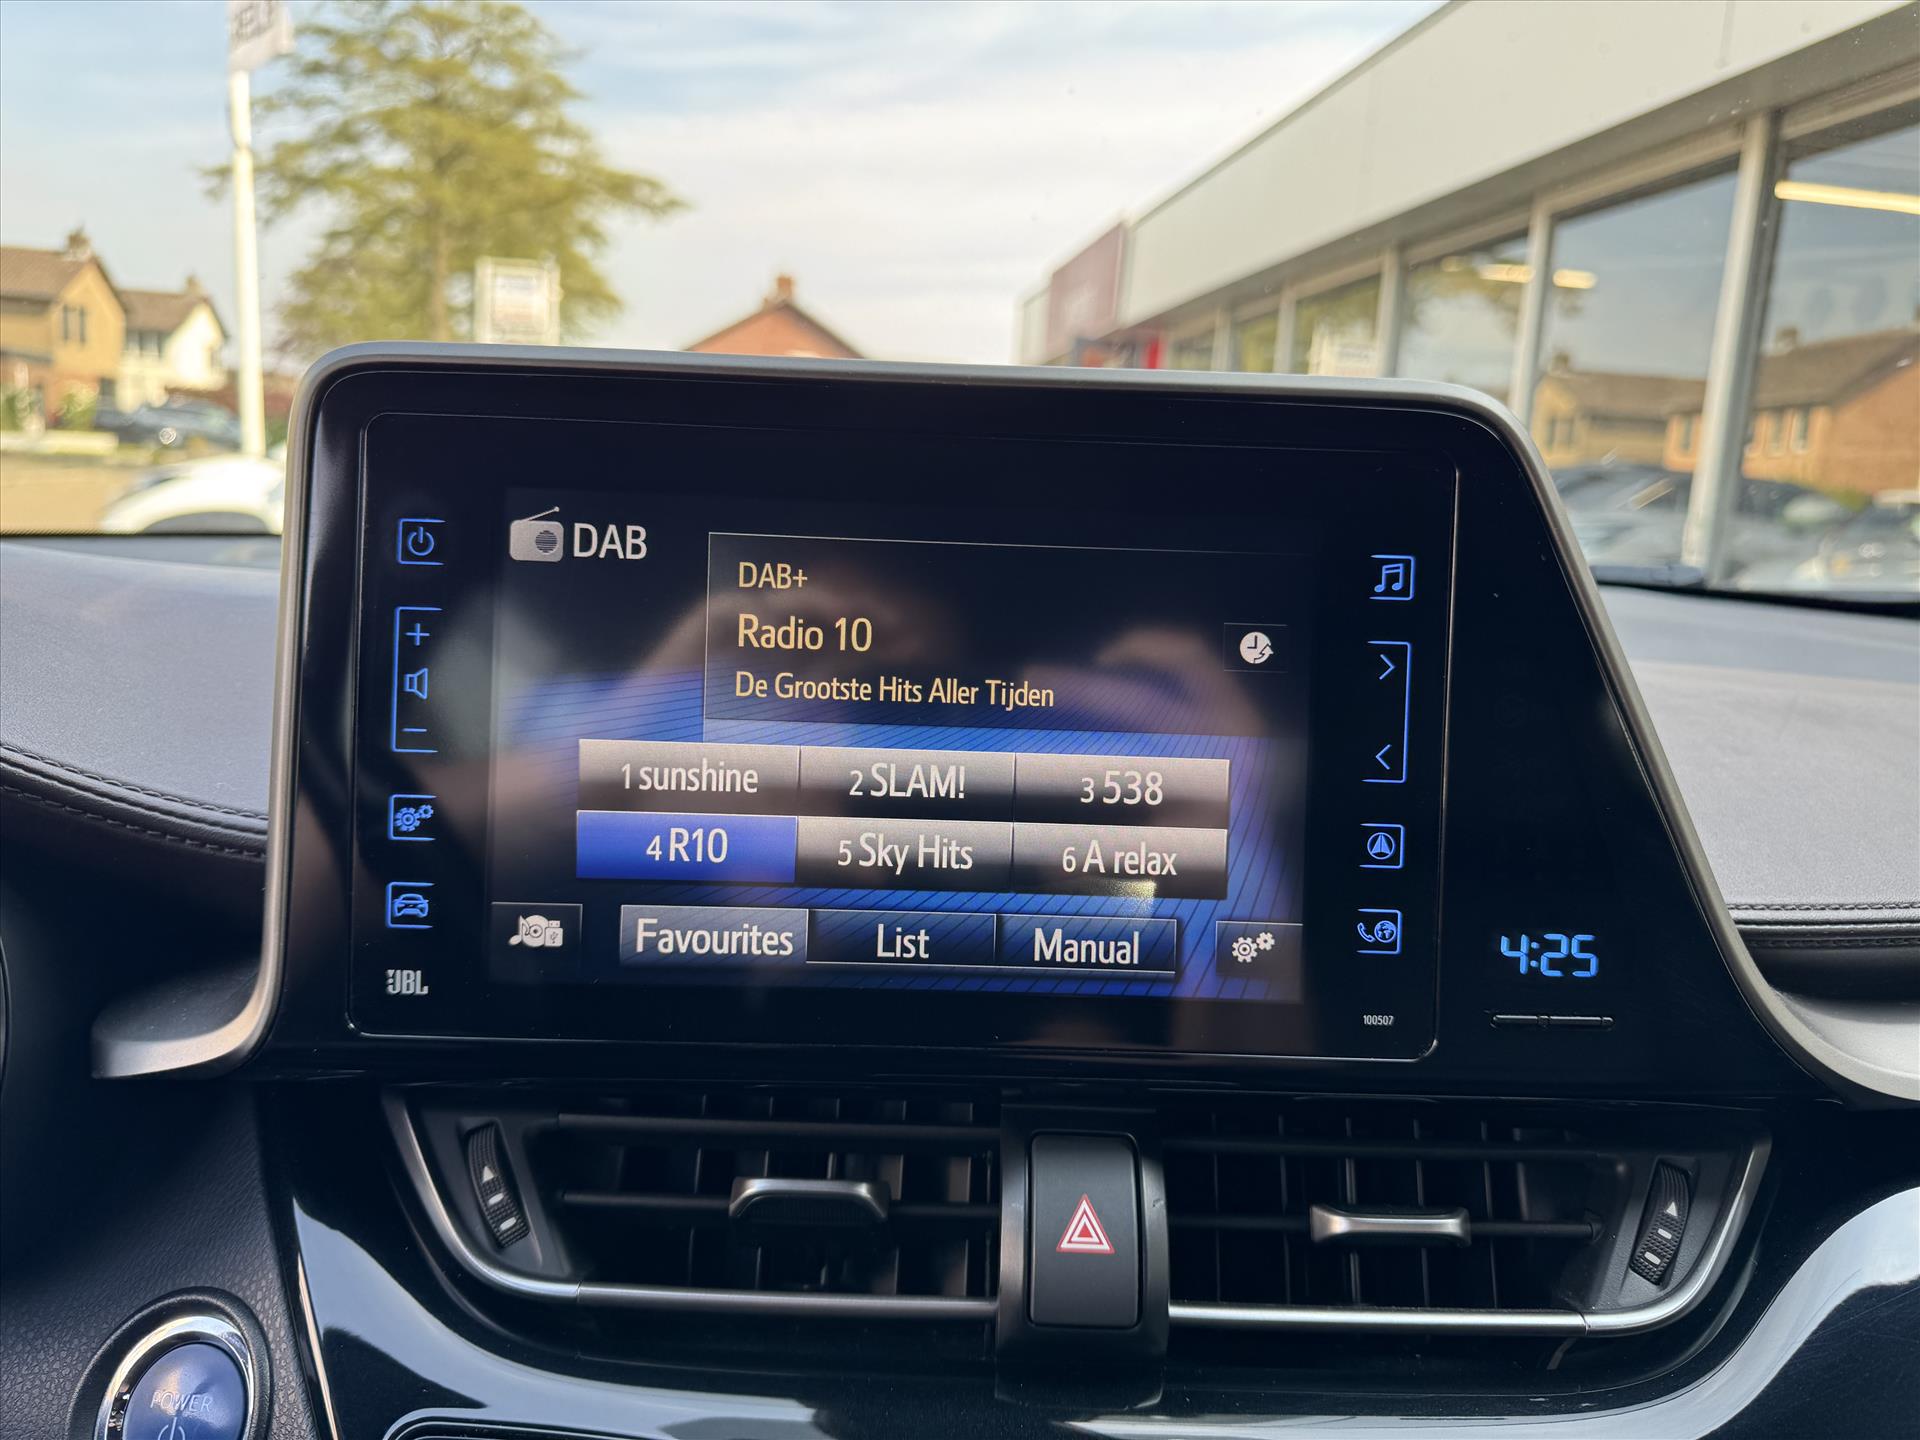 DAB
DAB+
Radio 10
De Grootste Hits Aller Tijden
1 sunshine
2 SLAM!
3 538
4 R10
5 Sky Hits
6 A relax
Favourites
List
Manual
JBL
100507
4:25
POWER